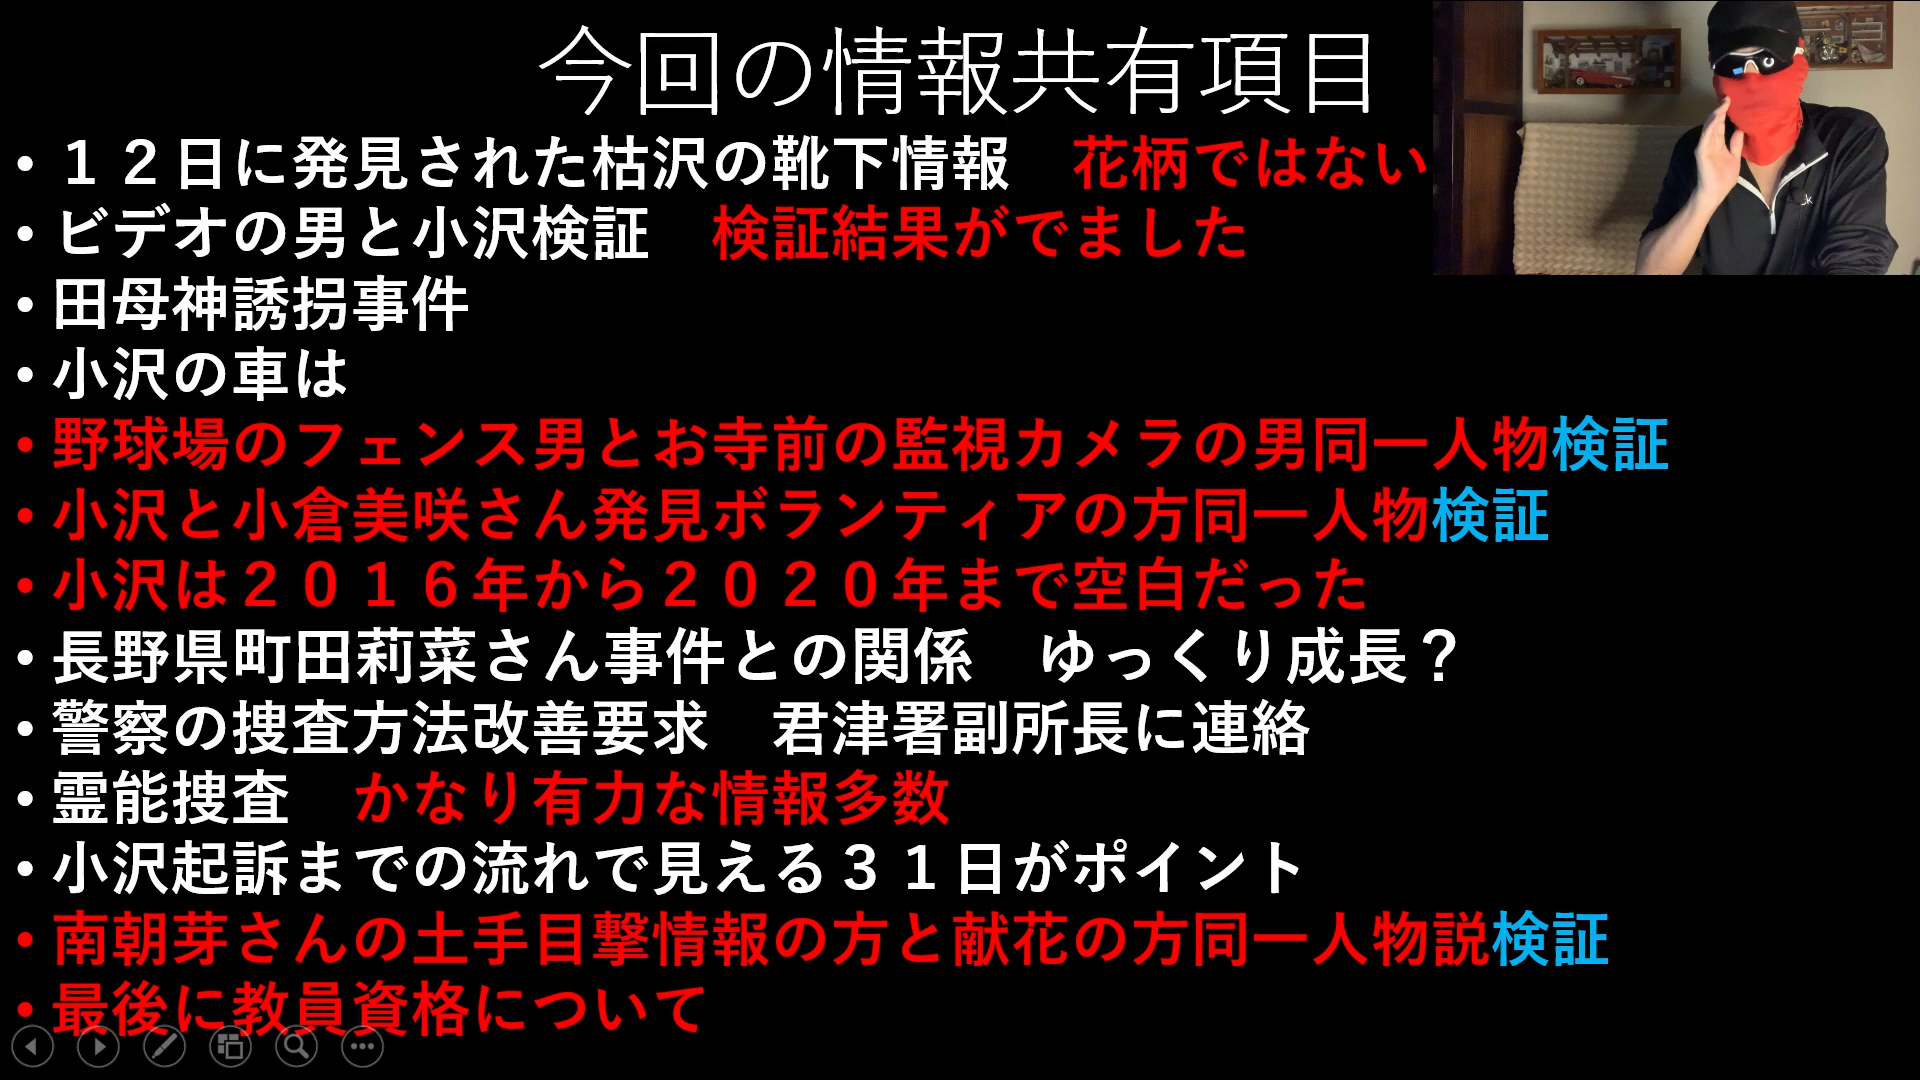 今回の情報共有項目
・１２日に発見された枯沢の靴下情報　花柄ではない
・ビデオの男と小沢検証　検証結果がでました
・田母神誘拐事件
・小沢の車は
・野球場のフェンス男とお寺前の監視カメラの男同一人物検証
・小沢と小倉美咲さん発見ボランティアの方同一人物検証
・小沢は２０１６年から２０２０年まで空白だった
・長野県町田莉菜さん事件との関係　ゆっくり成長？
・警察の捜査方法改善要求　君津署副所長に連絡
・霊能捜査　かなり有力な情報多数
・小沢起訴までの流れで見える３１日がポイント
・南朝芽さんの土手目撃情報の方と献花の方同一人物説検証
・最後に教員資格について